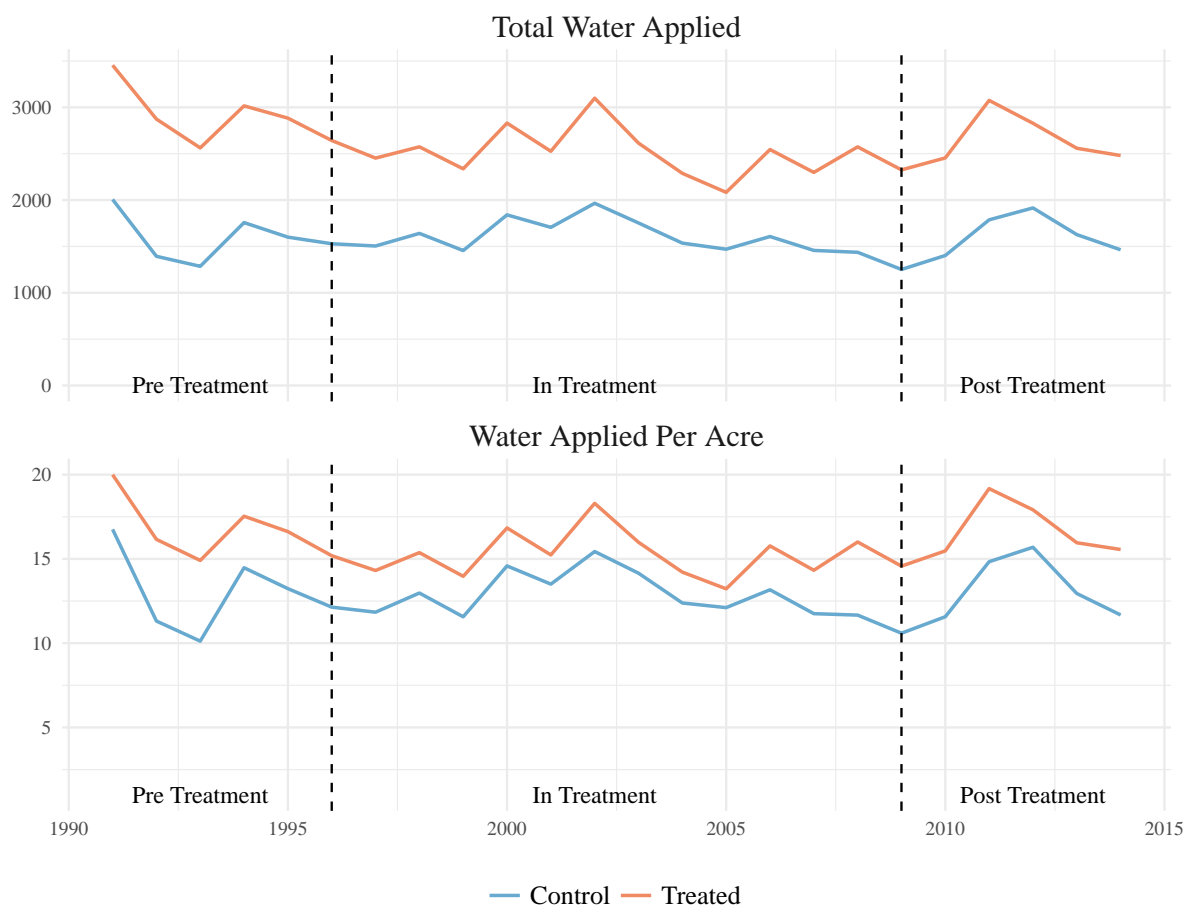 Total Water Applied
3000
2000
1000
0
Pre Treatment In Treatment Post Treatment
Water Applied Per Acre
20
15
10
5
Pre Treatment In Treatment Post Treatment
1990 1995 2000 2005 2010 2015
Control Treated